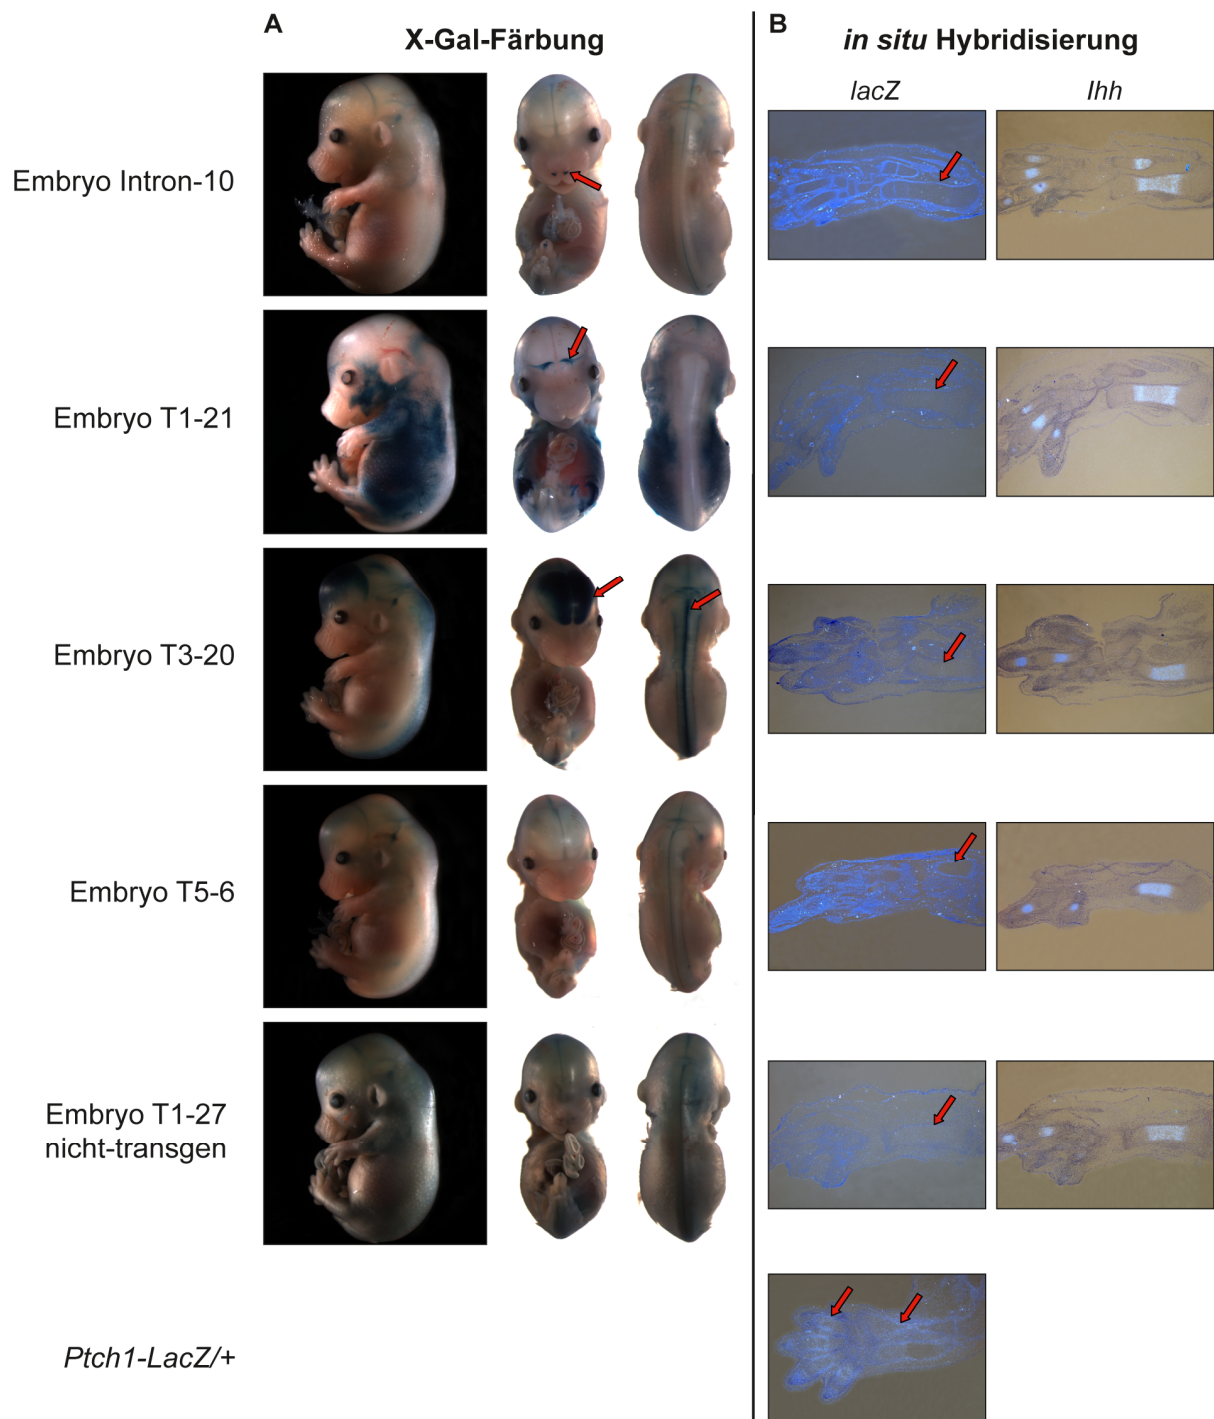 A
X-Gal-Färbung
B
in situ Hybridisierung
lacZ
Ihh
Embryo Intron-10
Embryo T1-21
Embryo T3-20
Embryo T5-6
Embryo T1-27
nicht-transgen
Ptch1-LacZ/+